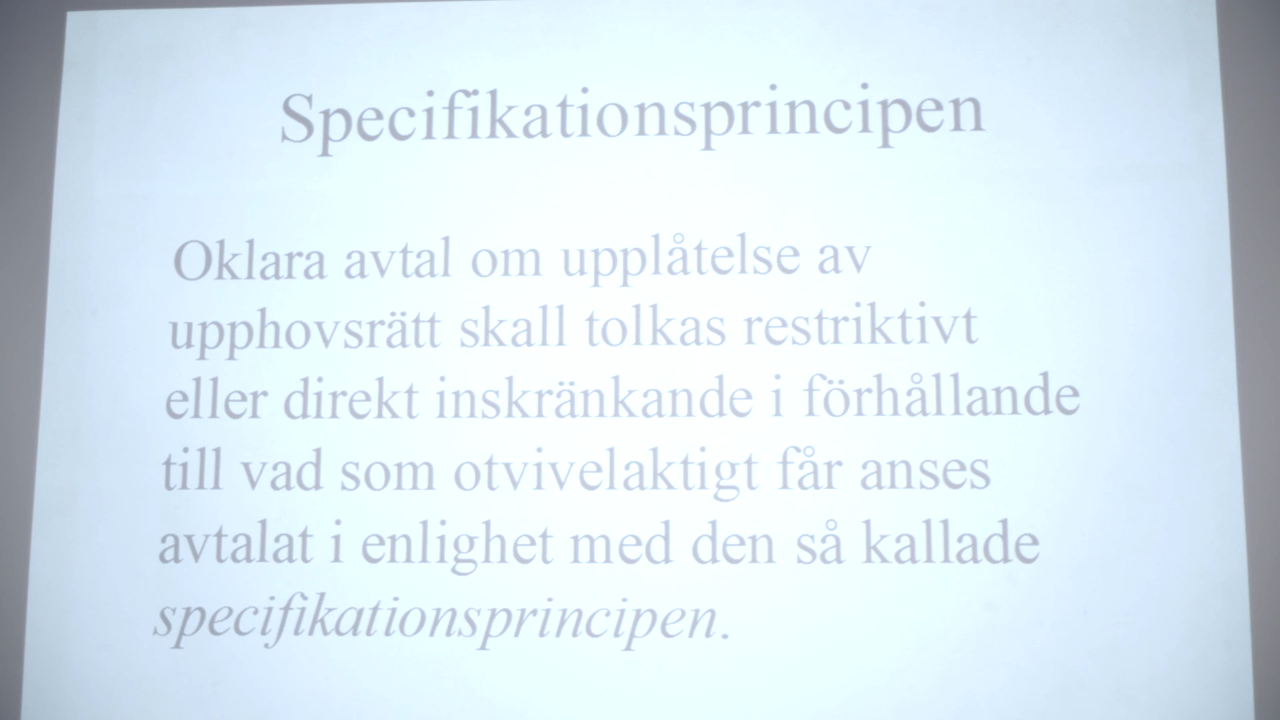 Specifikationsprincipen
Oklara avtal om upplåtelse av
upphovsrätt skall tolkas restriktivt
eller direkt inskränkande i förhållande
till vad som otvivelaktigt får anses
avtalat i enlighet med den så kallade
specifikationsprincipen.